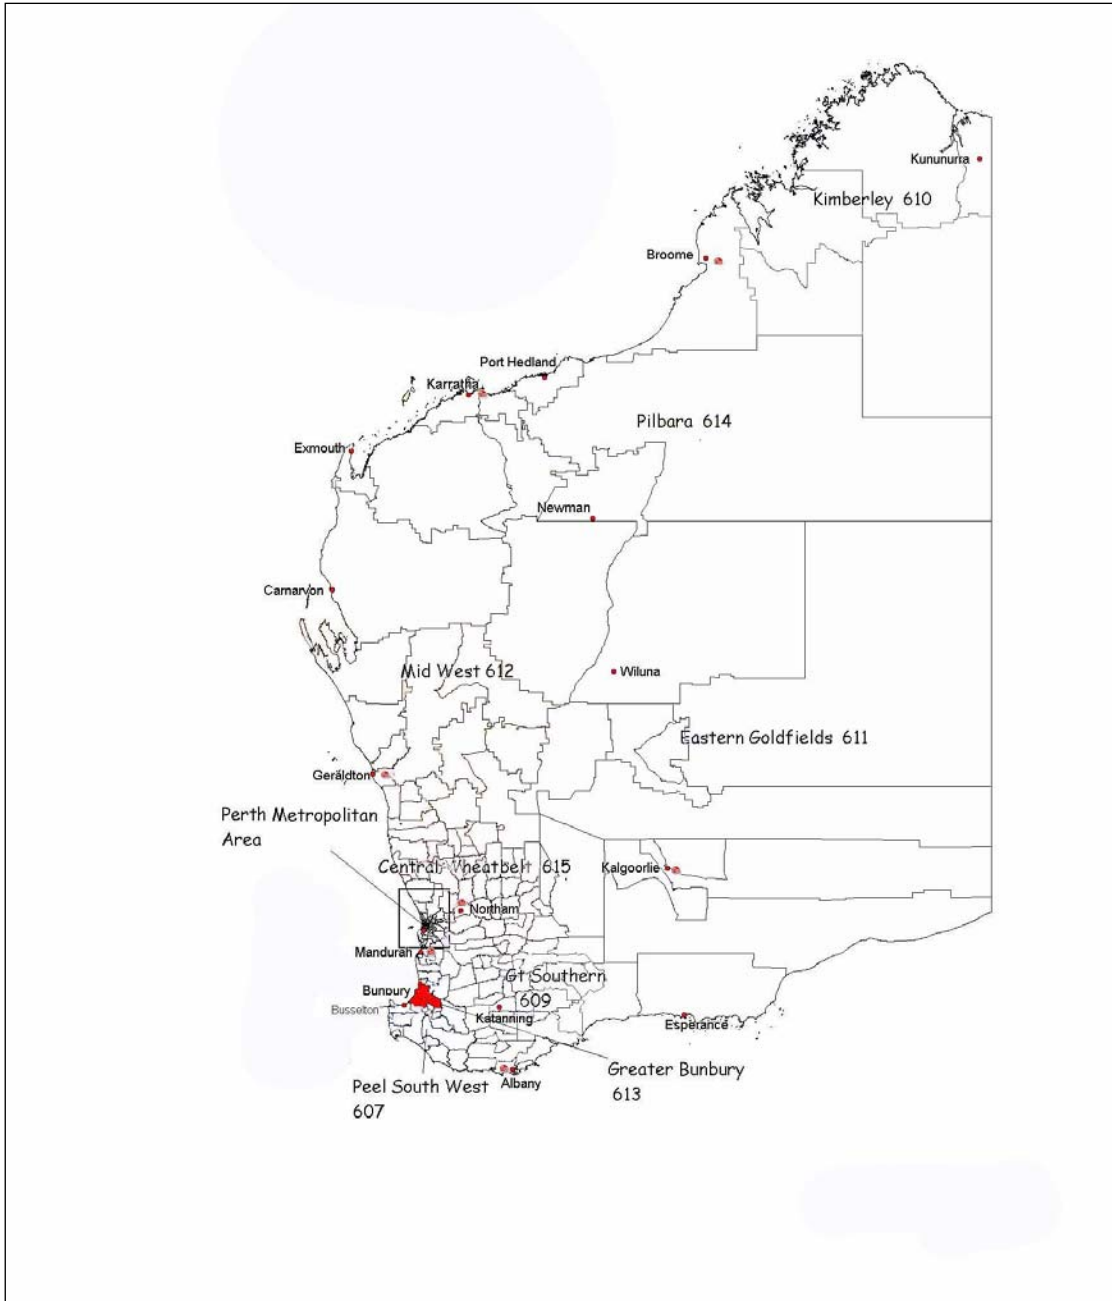 Kununurra
Kimberley 610
Broome
Port Hedland
Karratha
Pilbara 614
Exmouth
Newman
Carnarvon
Mid West 612
Wiluna
Eastern Goldfields 611
Geraldton
Perth Metropolitan
Area
Central Wheatbelt 615
Kalgoorlie
Northam
Mandurah
Gt Southern
609
Bunbury
Busselton
Katanning
Esperance
Greater Bunbury
613
Peel South West
607
Albany